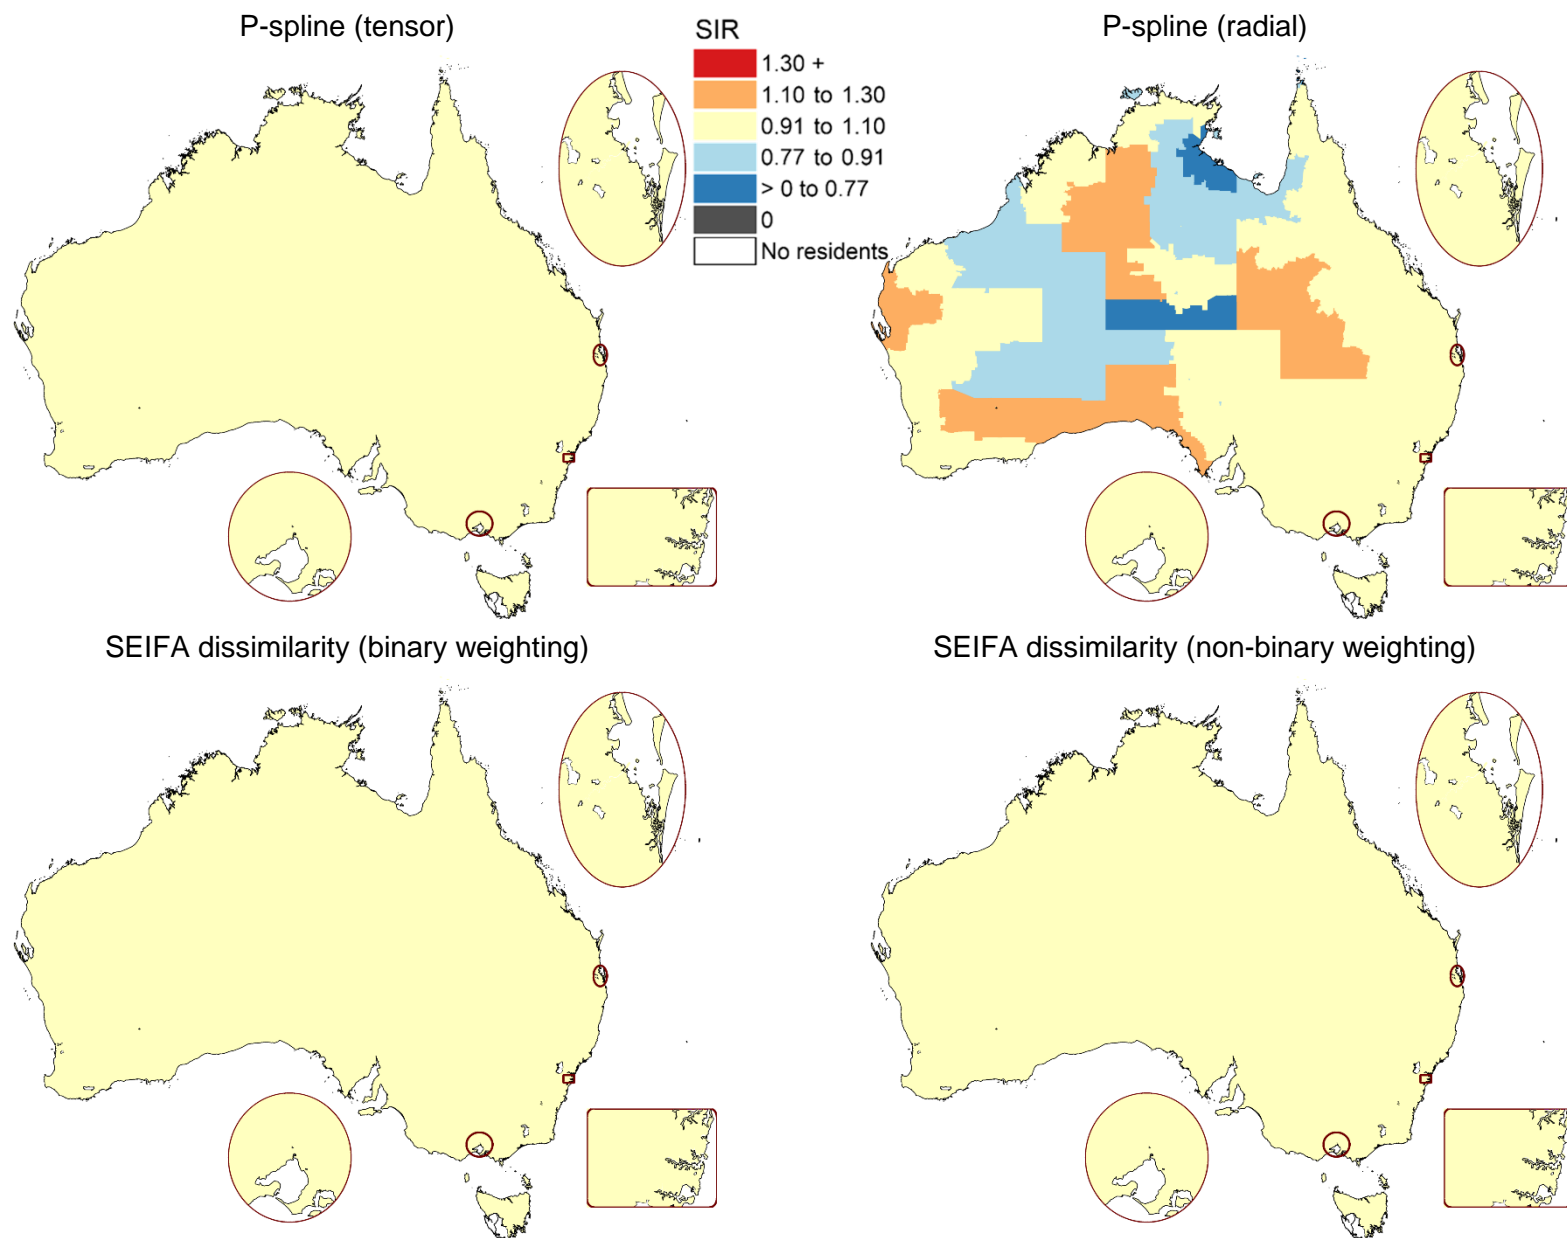 P-spline (tensor)
P-spline (radial)
SIR
1.30 +
1.10 to 1.30
0.91 to 1.10
0.77 to 0.91
> 0 to 0.77
0
No residents
SEIFA dissimilarity (binary weighting)
SEIFA dissimilarity (non-binary weighting)